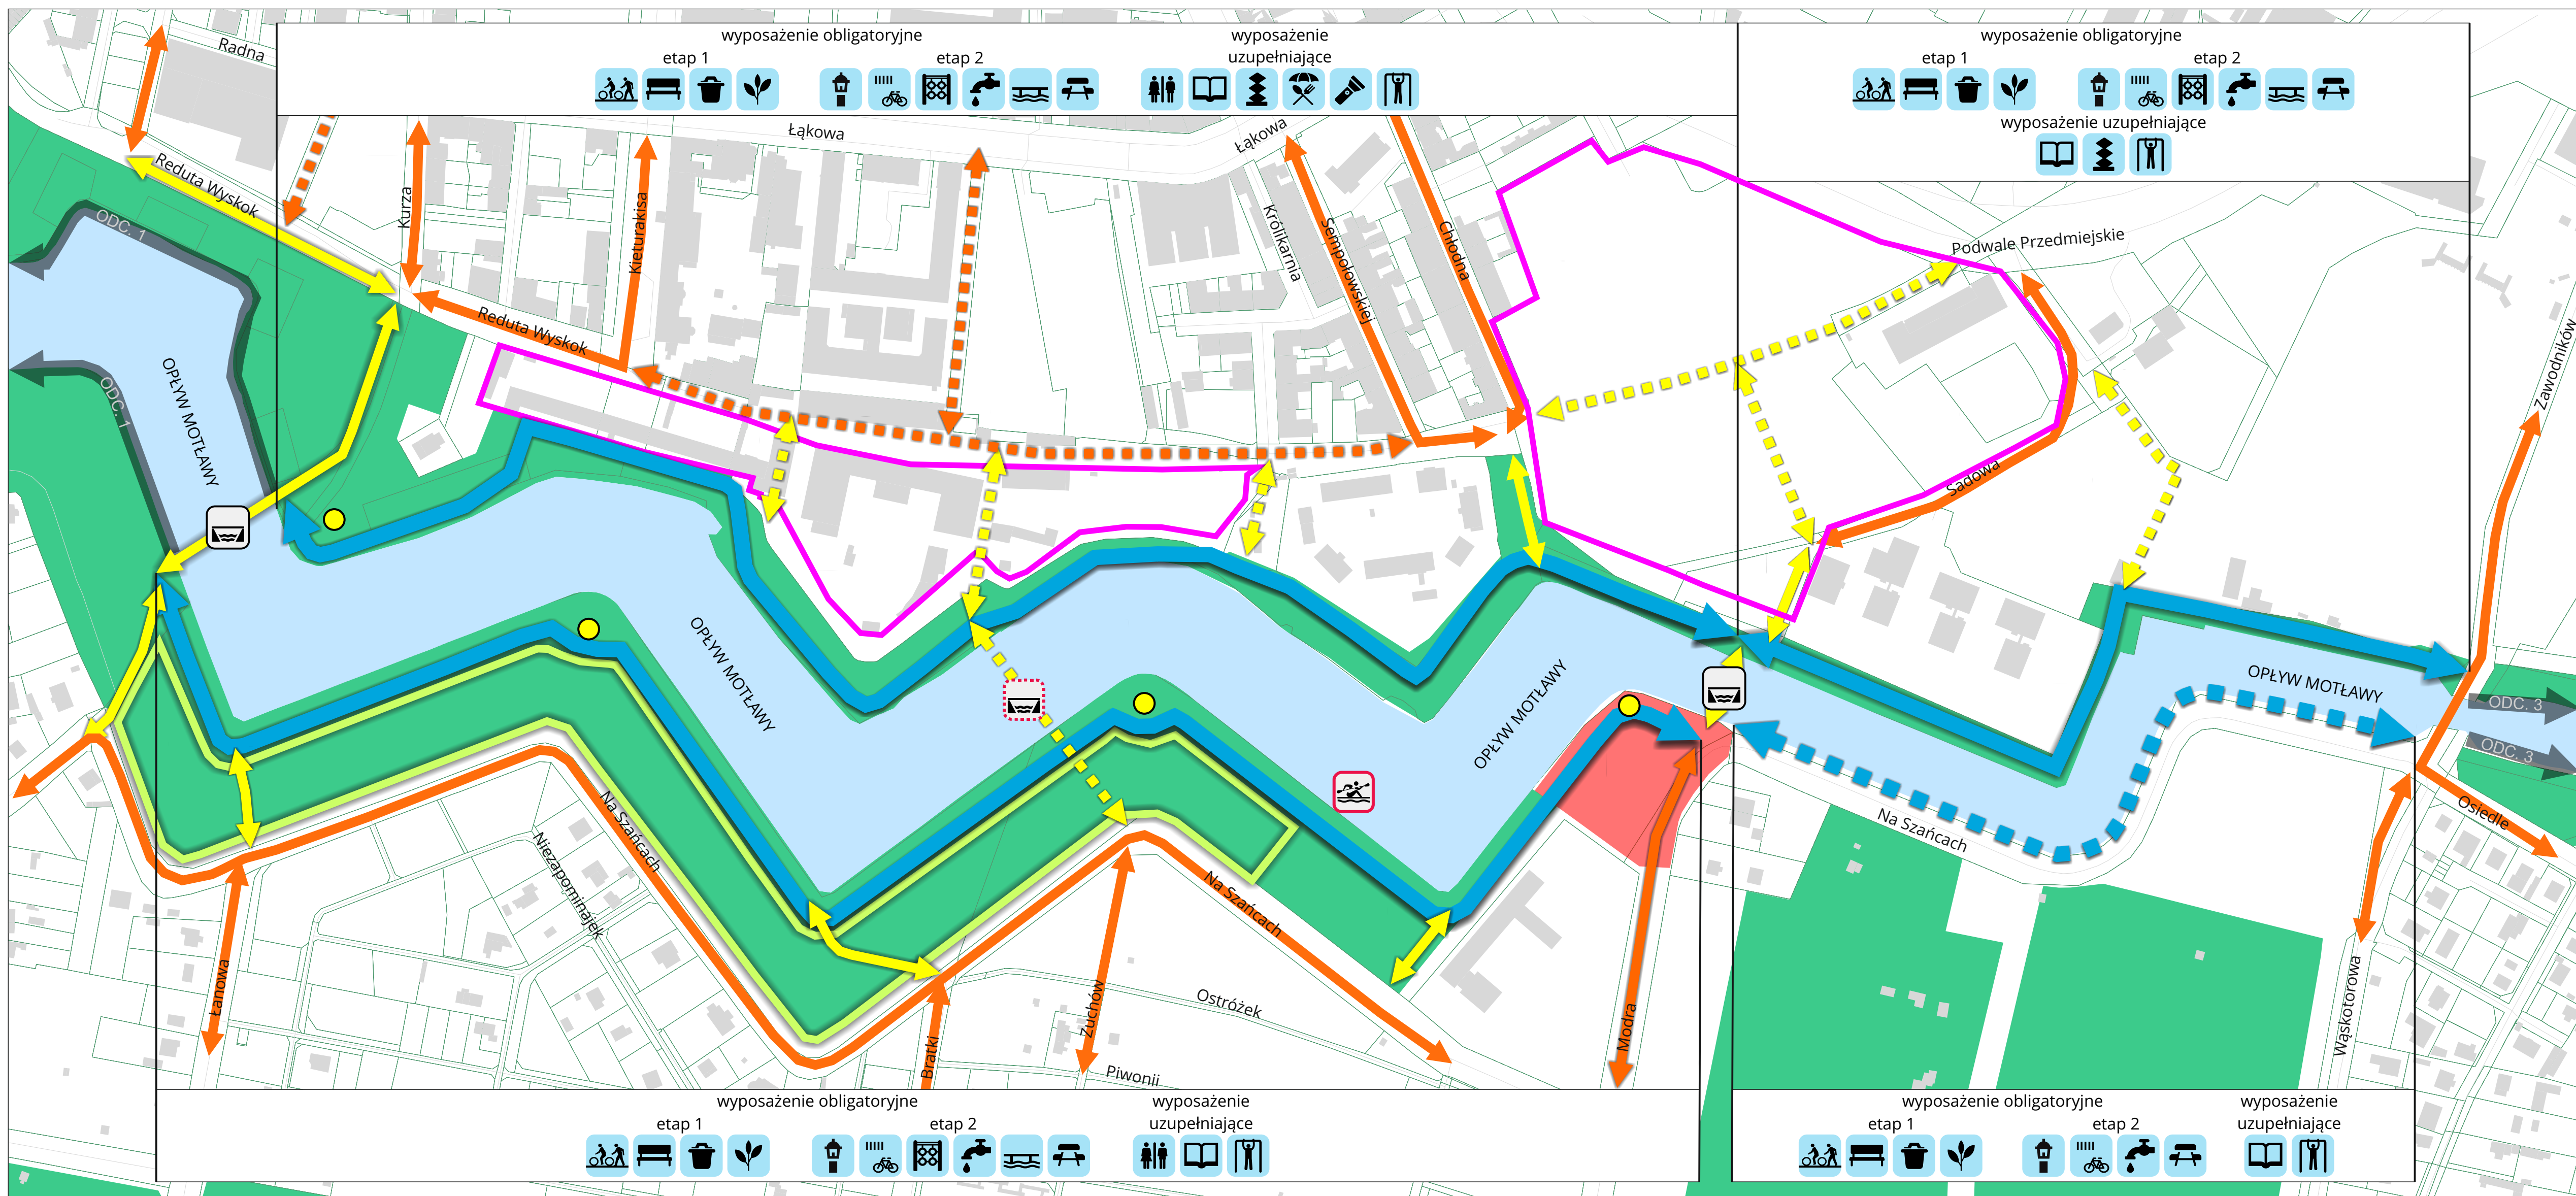 wyposażenie obligatoryjne
etap 1
etap 2
wyposażenie
uzupełniające
wyposażenie obligatoryjne
etap 1
etap 2
wyposażenie uzupełniające
Radna
Reduta Wyskok
Kurza
Kieturakisa
Łąkowa
Łąkowa
Królikarnia
Sempołowskiej
Chłodna
Podwale Przedmiejskie
Zawodników
ODC. 1
ODC. 1
OPŁYW MOTŁAWY
Reduta Wyskok
Sadowa
OPŁYW MOTŁAWY
OPŁYW MOTŁAWY
OPŁYW MOTŁAWY
ODC. 3
ODC. 3
Na Szańcach
Niezapominajek
Na Szańcach
Na Szańcach
Osiedle
Łanowa
Bratki
Żuchów
Ostróżek
Piwonii
Modra
Wąskotorowa
wyposażenie obligatoryjne
etap 1
etap 2
wyposażenie
uzupełniające
wyposażenie obligatoryjne
etap 1
etap 2
wyposażenie
uzupełniające